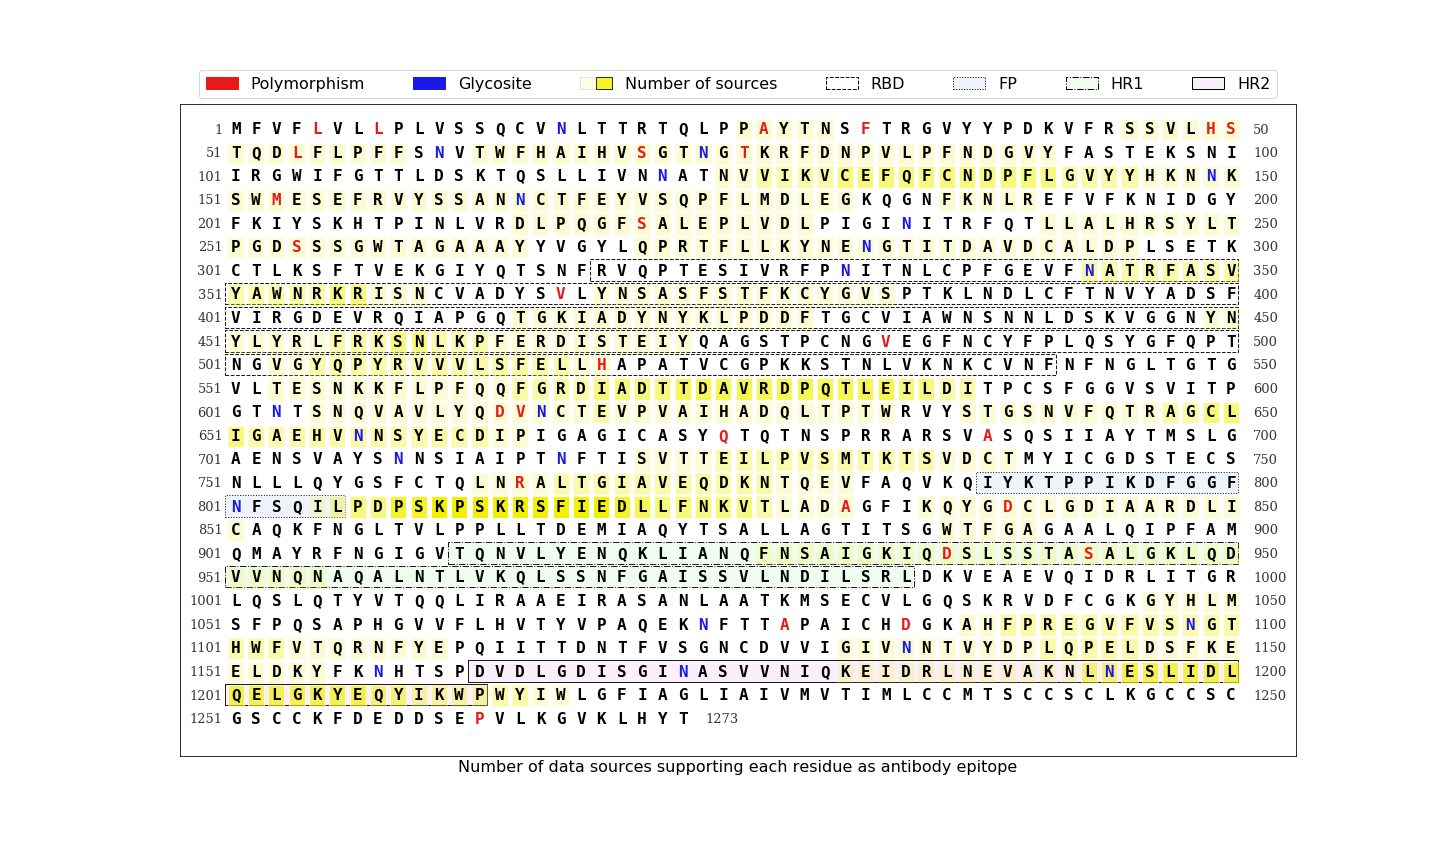 Polymorphism Glycosite Number of sources RBD FP HR1 HR2
1 M F V F L V L L P L V S S Q C V N L T T R T Q L P P A Y T N S F T R G V Y Y P D K V F R S S V L H S 50
51 T Q D L F L P F F S N V T W F H A I H V S G T N G T K R F D N P V L P F N D G V Y F A S T E K S N I 100
101 I R G W I F G T T L D S K T Q S L L I V N N A T N V V I K V C E F Q F C N D P F L G V Y Y H K N N K 150
151 S W M E S E F R V Y S S A N N C T F E Y V S Q P F L M D L E G K Q G N F K N L R E F V F K N I D G Y 200
201 F K I Y S K H T P I N L V R D L P Q G F S A L E P L V D L P I G I N I T R F Q T L L A L H R S Y L T 250
251 P G D S S S G W T A G A A A Y Y V G Y L Q P R T F L L K Y N E N G T I T D A V D C A L D P L S E T K 300
301 C T L K S F T V E K G I Y Q T S N F R V Q P T E S I V R F P N I T N L C P F G E V F N A T R F A S V 350
351 Y A W N R K R I S N C V A D Y S V L Y N S A S F S T F K C Y G V S P T K L N D L C F T N V Y A D S F 400
401 V I R G D E V R Q I A P G Q T G K I A D Y N Y K L P D D F T G C V I A W N S N N L D S K V G G N Y N 450
451 Y L Y R L F R K S N L K P F E R D I S T E I Y Q A G S T P C N G V E G F N C Y F P L Q S Y G F Q P T 500
501 N G V G Y Q P Y R V V V L S F E L L H A P A T V C G P K K S T N L V K N K C V N F N F N G L T G T G 550
551 V L T E S N K K F L P F Q Q F G R D I A D T T D A V R D P Q T L E I L D I T P C S F G G V S V I T P 600
601 G T N T S N Q V A V L Y Q D V N C T E V P V A I H A D Q L T P T W R V Y S T G S N V F Q T R A G C L 650
651 I G A E H V N N S Y E C D I P I G A G I C A S Y Q T Q T N S P R R A R S V A S Q S I I A Y T M S L G 700
701 A E N S V A Y S N N S I A I P T N F T I S V T T E I L P V S M T K T S V D C T M Y I C G D S T E C S 750
751 N L L L Q Y G S F C T Q L N R A L T G I A V E Q D K N T Q E V F A Q V K Q I Y K T P P I K D F G G F 800
801 N F S Q I L P D P S K P S K R S F I E D L L F N K V T L A D A G F I K Q Y G D C L G D I A A R D L I 850
851 C A Q K F N G L T V L P P L L T D E M I A Q Y T S A L L A G T I T S G W T F G A G A A L Q I P F A M 900
901 Q M A Y R F N G I G V T Q N V L Y E N Q K L I A N Q F N S A I G K I Q D S L S S T A S A L G K L Q D 950
951 V V N Q N A Q A L N T L V K Q L S S N F G A I S S V L N D I L S R L D K V E A E V Q I D R L I T G R 1000
1001 L Q S L Q T Y V T Q Q L I R A A E I R A S A N L A A T K M S E C V L G Q S K R V D F C G K G Y H L M 1050
1051 S F P Q S A P H G V V F L H V T Y V P A Q E K N F T T A P A I C H D G K A H F P R E G V F V S N G T 1100
1101 H W F V T Q R N F Y E P Q I I T T D N T F V S G N C D V V I G I V N N T V Y D P L Q P E L D S F K E 1150
1151 E L D K Y F K N H T S P D V D L G D I S G I N A S V V N I Q K E I D R L N E V A K N L N E S L I D L 1200
1201 Q E L G K Y E Q Y I K W P W Y I W L G F I A G L I A I V M V T I M L C C M T S C C S C L K G C C S C 1250
1251 G S C C K F D E D D S E P V L K G V K L H Y T 1273
Number of data sources supporting each residue as antibody epitope